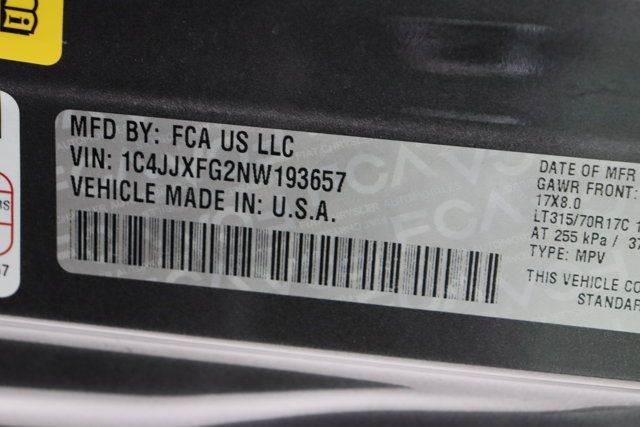 MFD BY: FCA US LLC
VIN: 1C4JJXFG2NW193657
VEHICLE MADE IN: U.S.A.
DATE OF MFR
GAWR FRONT:
17X8.0
LT315/70R17C
AT 255 kPa /
TYPE: MPV
THIS VEHICLE
STANDAR